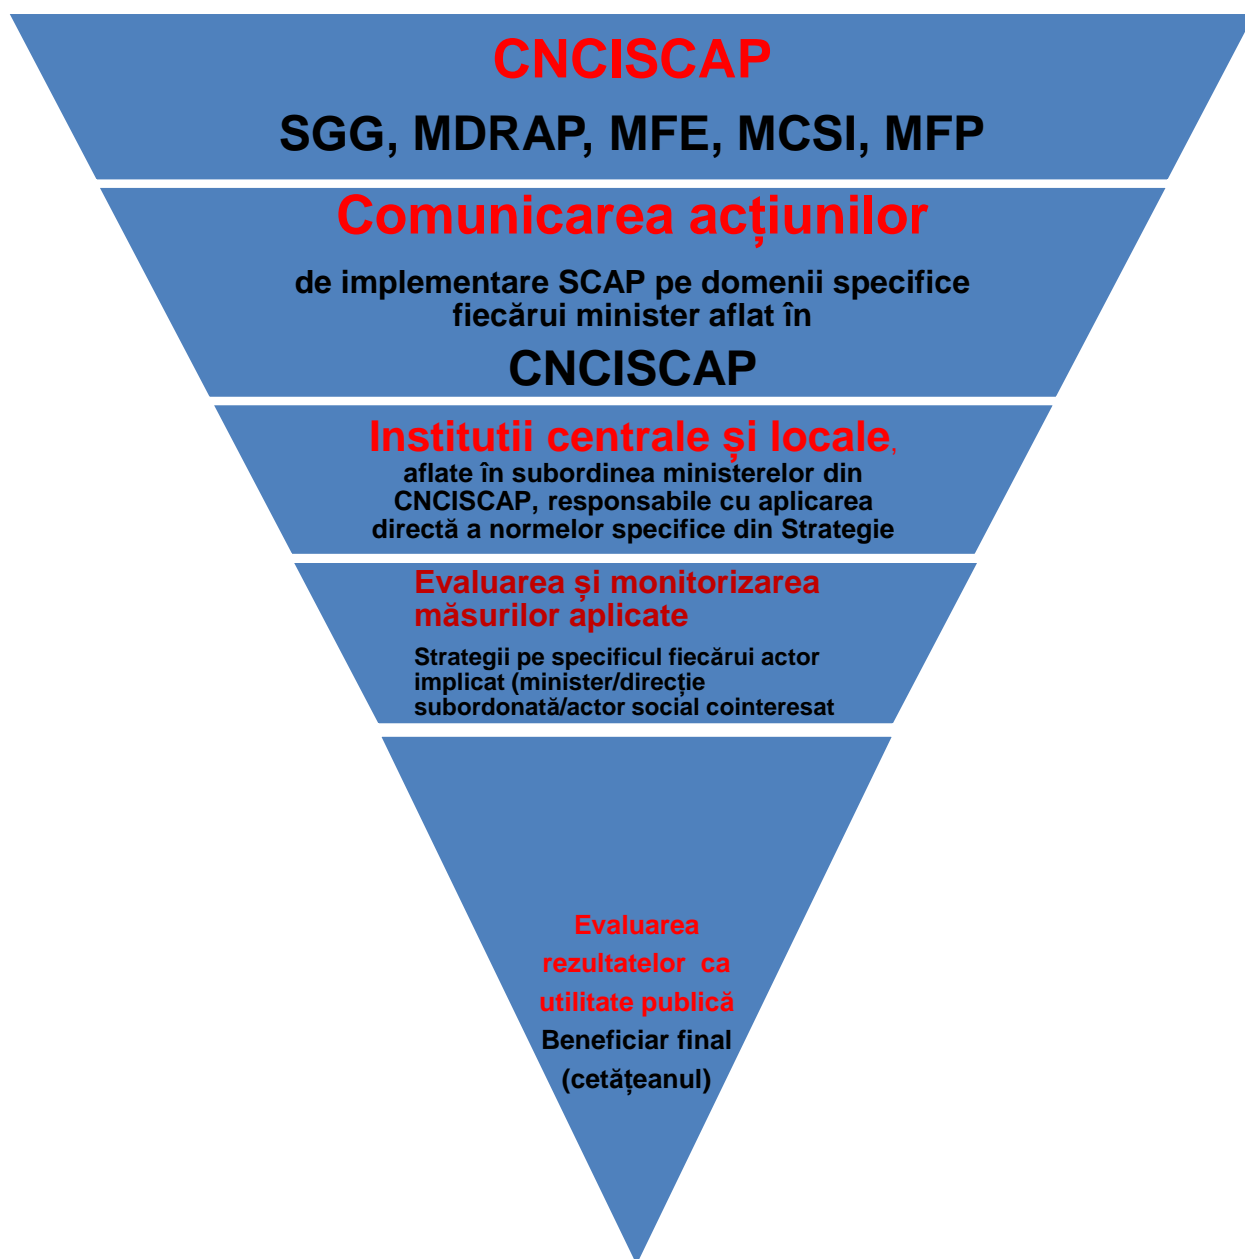 CNCISCAP
SGG, MDRAP, MFE, MCSI, MFP
Comunicarea acțiunilor
de implementare SCAP pe domenii specifice
fiecărui minister aflat în
CNCISCAP
Institutii centrale și locale,
aflate în subordinea ministerelor din
CNCISCAP, responsabile cu aplicarea
directă a normelor specifice din Strategie
Evaluarea și monitorizarea
măsurilor aplicate
Strategii pe specificul fiecărui actor
implicat (minister/direcție
subordonată/actor social cointeresat
Evaluarea
rezultatelor ca
utilitate publică
Beneficiar final
(cetățeanul)